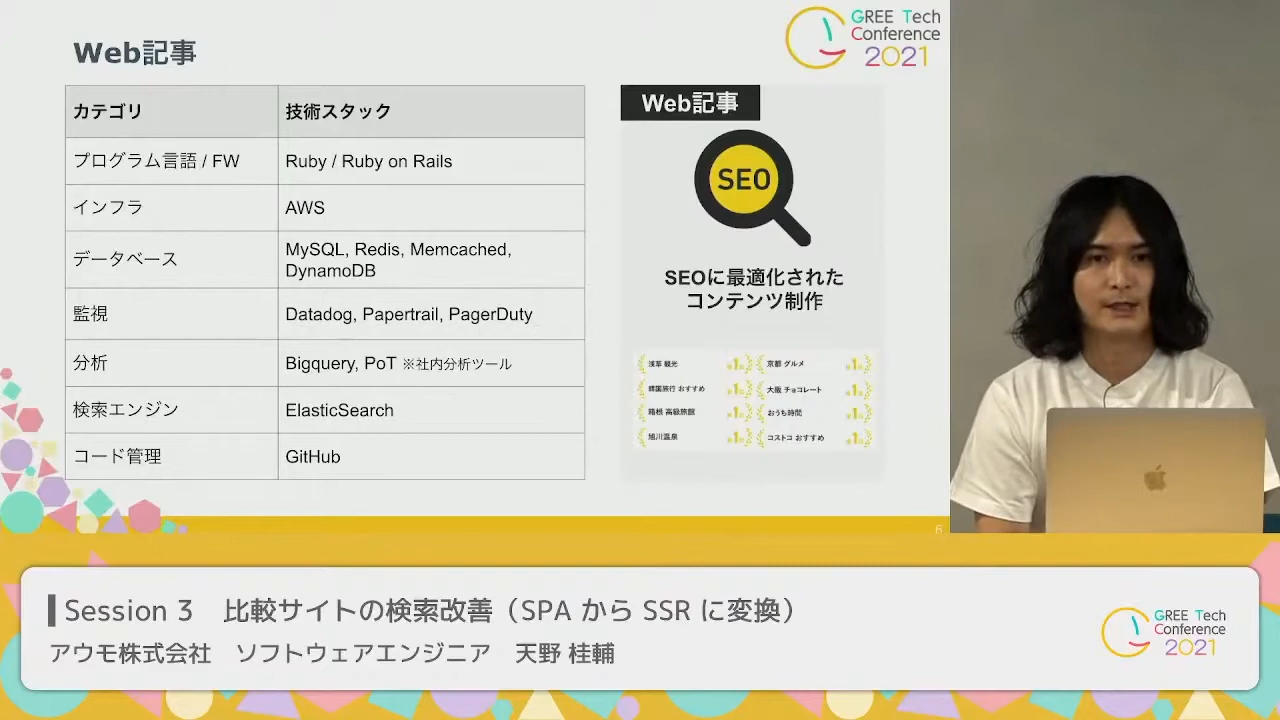 Web記事
GREE Tech
Conference
2021
カテゴリ 技術スタック
プログラム言語 / FW Ruby / Ruby on Rails
インフラ AWS
データベース MySQL, Redis, Memcached,
DynamoDB
監視 Datadog, Papertrail, PagerDuty
分析 Bigquery, PoT ※社内分析ツール
検索エンジン ElasticSearch
コード管理 GitHub
Web記事
SEO
SEOに最適化された
コンテンツ制作
浅草 観光 1 京都 グルメ 1
韓国旅行 おすすめ 1 大阪 チョコレート 1
箱根 高級旅館 1 おうち時間 1
旭川温泉 1 コストコ おすすめ 1
6
Session 3 比較サイトの検索改善（SPA から SSR に変換）
アウモ株式会社 ソフトウェアエンジニア 天野 桂輔
GREE Tech
Conference
2021